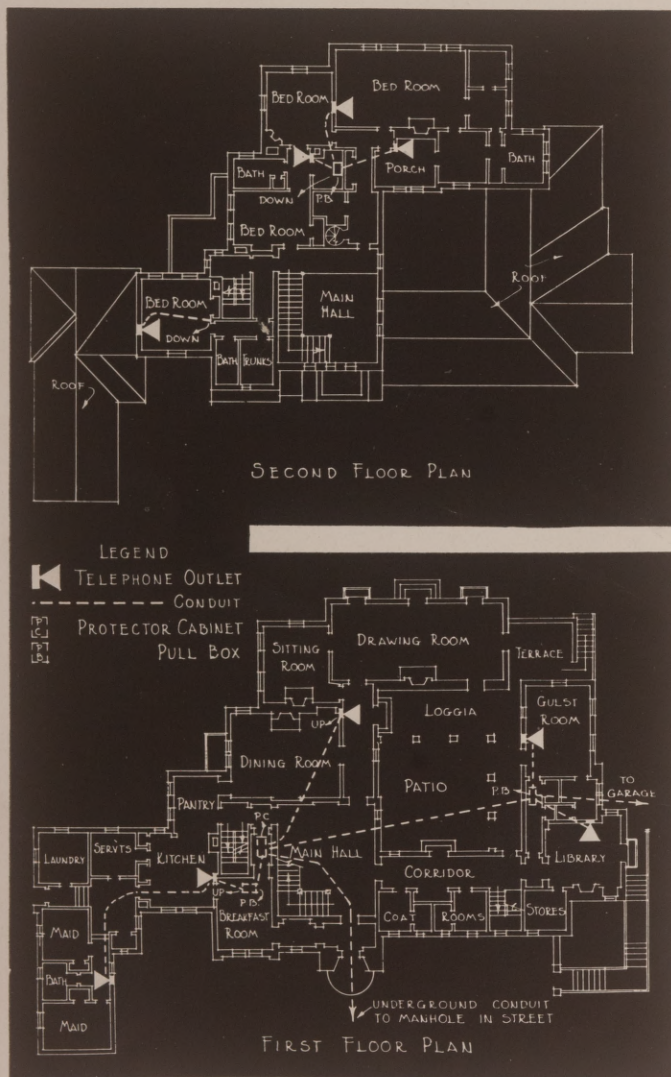 BED ROOM
BED ROOM
BATH
DOWN
P.B.
PORCH
BATH
BED ROOM
BED ROOM
MAIN
HALL
ROOF
DOWN
BATH
TRUNKS
ROOF
SECOND FLOOR PLAN
LEGEND
TELEPHONE OUTLET
CONDUIT
P
C
PROTECTOR CABINET
P
B
PULL BOX
SITTING
ROOM
DRAWING ROOM
TERRACE
UP
LOGGIA
GUEST
ROOM
DINING ROOM
PATIO
P.B.
TO
GARAGE
PANTRY
P.C.
LAUNDRY
SERV'TS
KITCHEN
MAIN HALL
CORRIDOR
LIBRARY
UP
P.B.
BREAKFAST
ROOM
COAT
ROOMS
STORES
MAID
BATH
MAID
UNDERGROUND CONDUIT
TO MANHOLE IN STREET
FIRST FLOOR PLAN